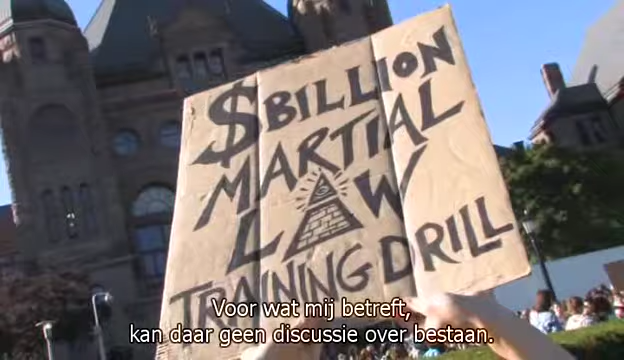 $BILLION
MARTIAL
LAW
TRAINING DRILL
Voor wat mij betreft,
kan daar geen discussie over bestaan.